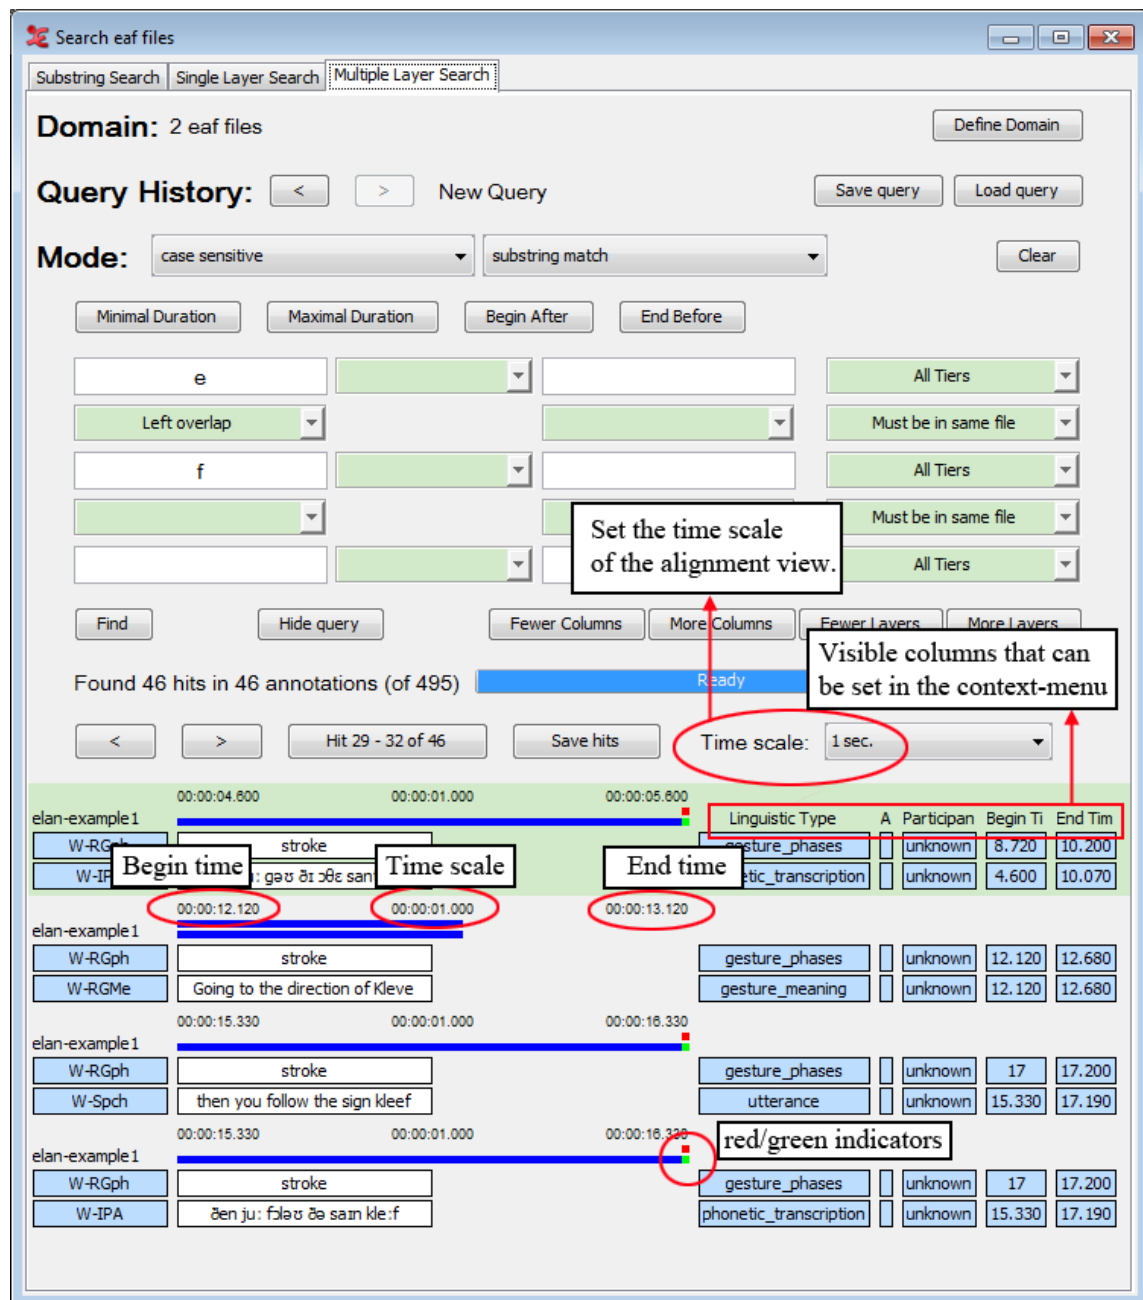 Search eaf files
Substring Search Single Layer Search Multiple Layer Search
Domain: 2 eaf files Define Domain
Query History: < > New Query Save query Load query
Mode: case sensitive substring match Clear
Minimal Duration Maximal Duration Begin After End Before
e All Tiers
Left overlap Must be in same file
f All Tiers
Must be in same file
Set the time scale
of the alignment view.
All Tiers
Find Hide query Fewer Columns More Columns Fewer Layers More Layers
Visible columns that can
be set in the context-menu
Found 46 hits in 46 annotations (of 495) Ready
< > Hit 29 - 32 of 46 Save hits Time scale: 1 sec.
00:00:04.600 00:00:01.000 00:00:05.600
elan-example1 Linguistic Type A Participan Begin Ti End Tim
W-RGph stroke gesture_phases unknown 8.720 10.200
Begin time Time scale End time
gəʊ ðɪ 4.600 10.070 unknown
00:00:12.120 00:00:01.000 00:00:13.120
elan-example1
W-RGph stroke gesture_phases unknown 12.120 12.680
W-RGMe Going to the direction of Kleve gesture_meaning unknown 12.120 12.680
00:00:15.330 00:00:01.000 00:00:16.330
elan-example1
W-RGph stroke gesture_phases unknown 17 17.200
W-Spch then you follow the sign kleef utterance unknown 15.330 17.190
00:00:15.330 00:00:01.000 00:00:16.330
red/green indicators
elan-example1
W-RGph stroke gesture_phases unknown 17 17.200
W-IPA ðen ju: fɔləʊ ðə saɪn kle:f phonetic_transcription unknown 15.330 17.190